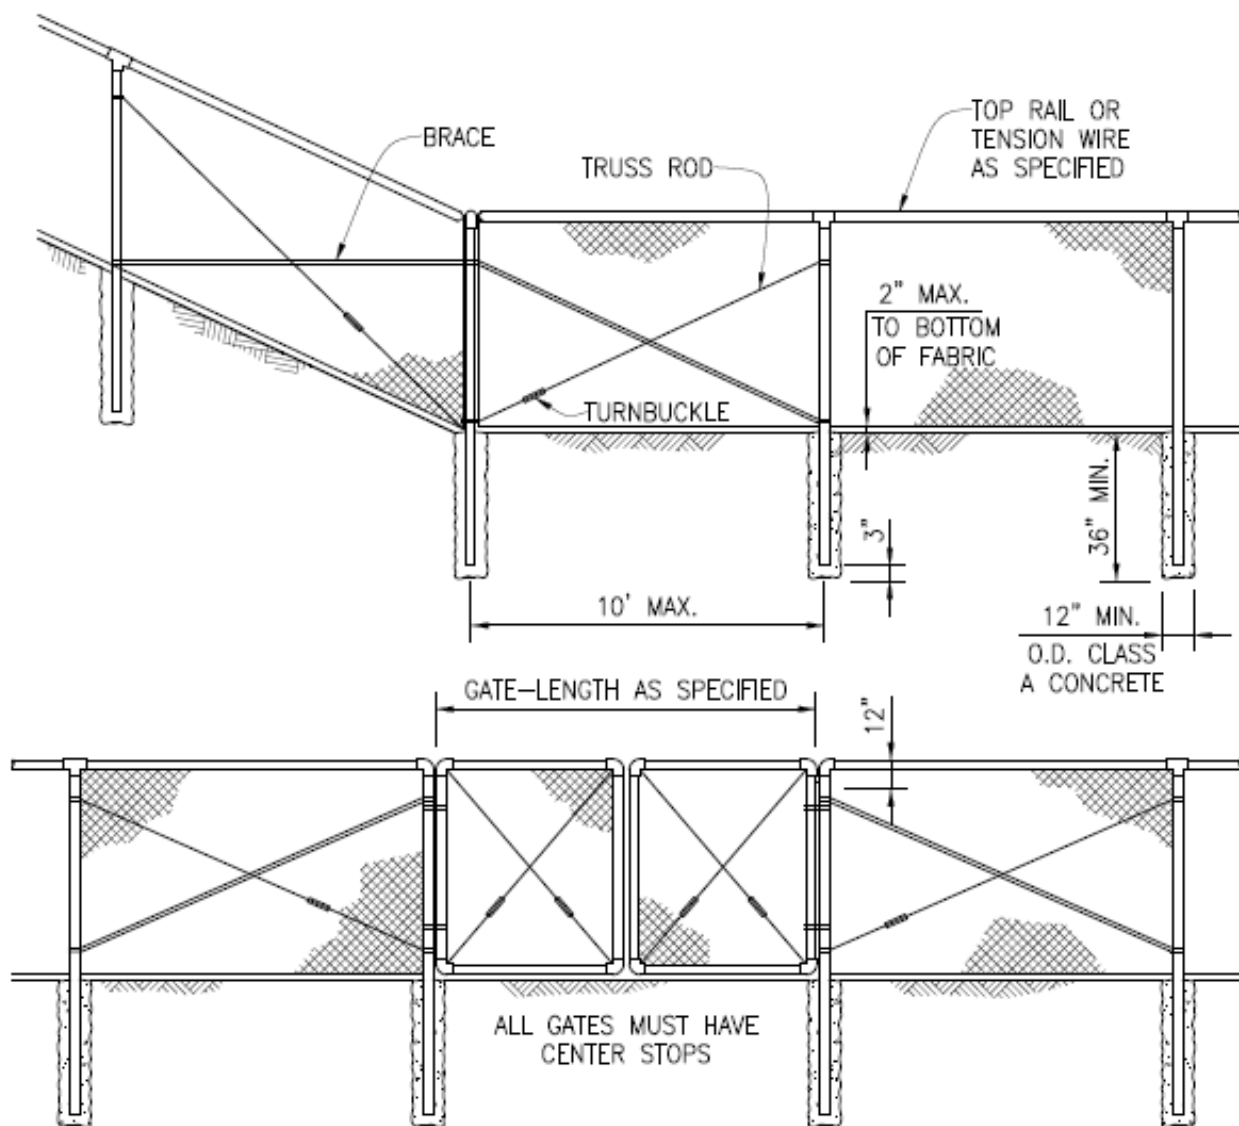 BRACE
TRUSS ROD
TOP RAIL OR
TENSION WIRE
AS SPECIFIED
2" MAX.
TO BOTTOM
OF FABRIC
TURNBUCKLE
3"
36" MIN.
10' MAX.
12" MIN.
O.D. CLASS
A CONCRETE
GATE-LENGTH AS SPECIFIED
12"
ALL GATES MUST HAVE
CENTER STOPS